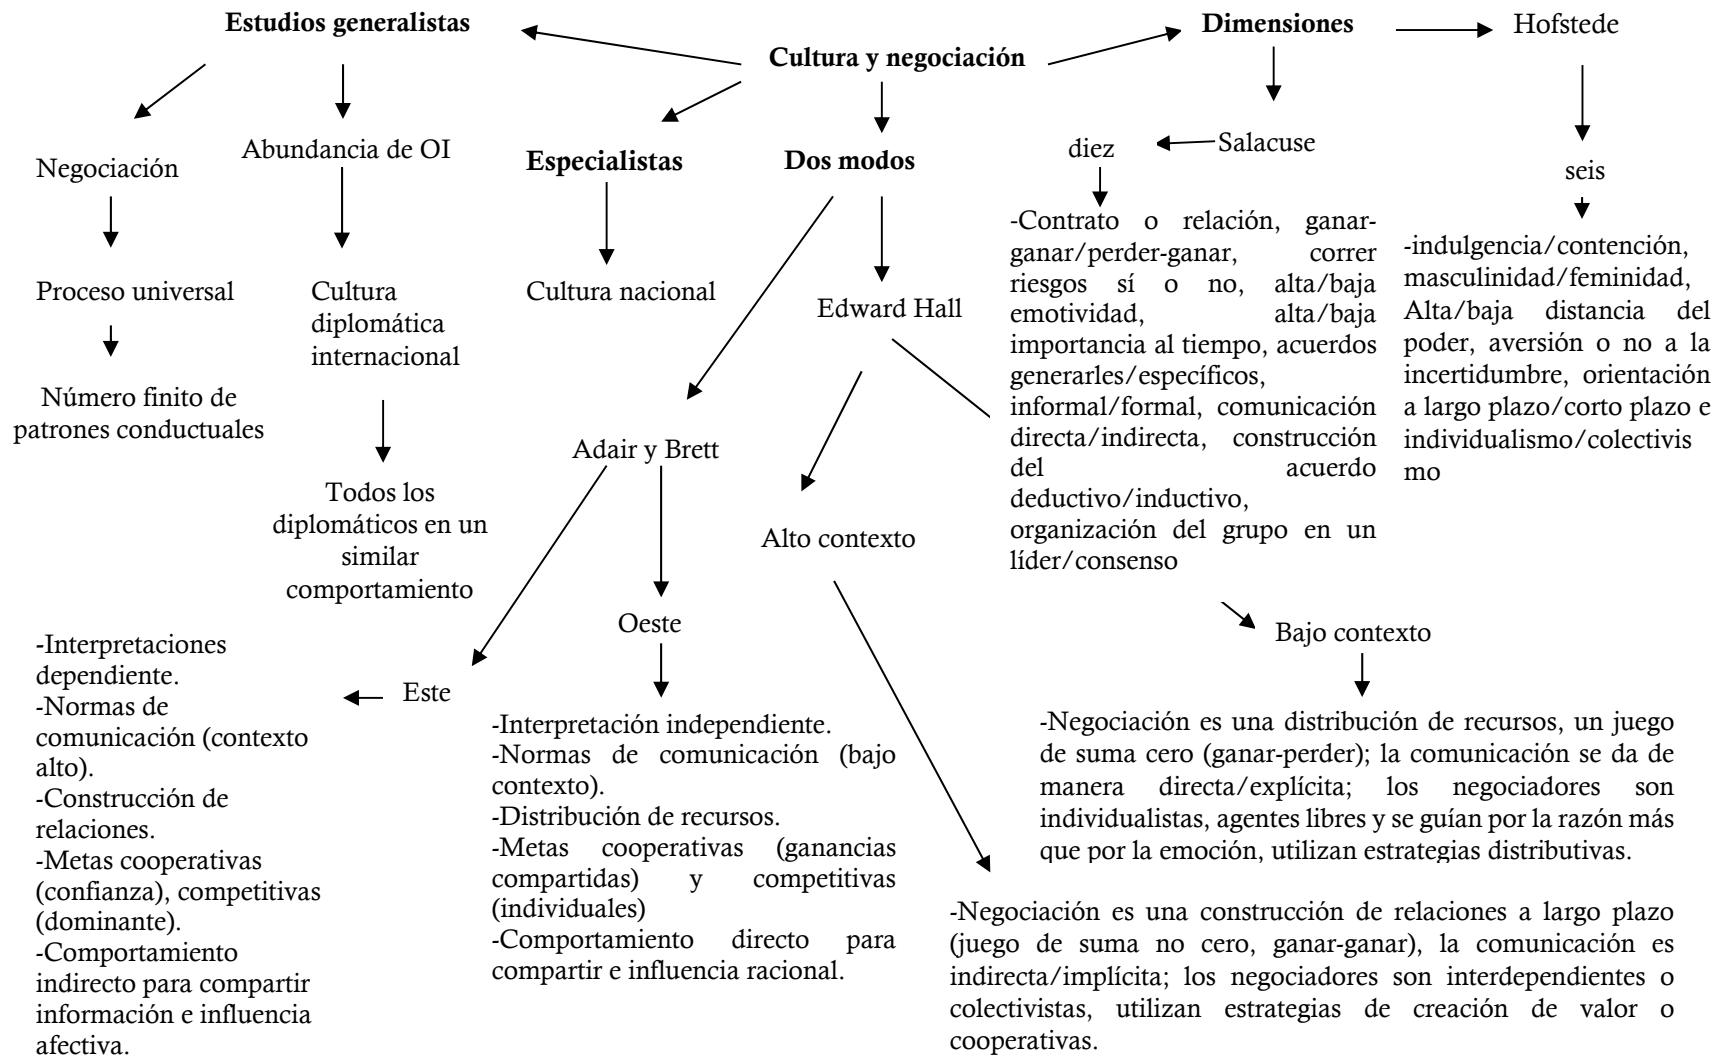 Estudios generalistas
Cultura y negociación
Dimensiones
Hofstede
Negociación
Proceso universal
Número finito de
patrones conductuales
Abundancia de OI
Cultura
diplomática
internacional
Todos los
diplomáticos en un
similar
comportamiento
Especialistas
Cultura nacional
Dos modos
Edward Hall
Adair y Brett
Alto contexto
Oeste
Este
-Interpretaciones
dependiente.
-Normas de
comunicación (contexto
alto).
-Construcción de
relaciones.
-Metas cooperativas
(confianza), competitivas
(dominante).
-Comportamiento
indirecto para compartir
información e influencia
afectiva.
-Interpretación independiente.
-Normas de comunicación (bajo
contexto).
-Distribución de recursos.
-Metas cooperativas (ganancias
compartidas) y competitivas
(individuales)
-Comportamiento directo para
compartir e influencia racional.
Salacuse
diez
-Contrato o relación, ganar-
ganar/perder-ganar, correr
riesgos sí o no, alta/baja
emotividad, alta/baja
importancia al tiempo, acuerdos
generarles/específicos,
informal/formal, comunicación
directa/indirecta, construcción
del acuerdo
deductivo/inductivo,
organización del grupo en un
líder/consenso
seis
-indulgencia/contención,
masculinidad/feminidad,
Alta/baja distancia del
poder, aversión o no a la
incertidumbre, orientación
a largo plazo/corto plazo e
individualismo/colectivis
mo
Bajo contexto
-Negociación es una distribución de recursos, un juego
de suma cero (ganar-perder); la comunicación se da de
manera directa/explícita; los negociadores son
individualistas, agentes libres y se guían por la razón más
que por la emoción, utilizan estrategias distributivas.
-Negociación es una construcción de relaciones a largo plazo
(juego de suma no cero, ganar-ganar), la comunicación es
indirecta/implícita; los negociadores son interdependientes o
colectivistas, utilizan estrategias de creación de valor o
cooperativas.